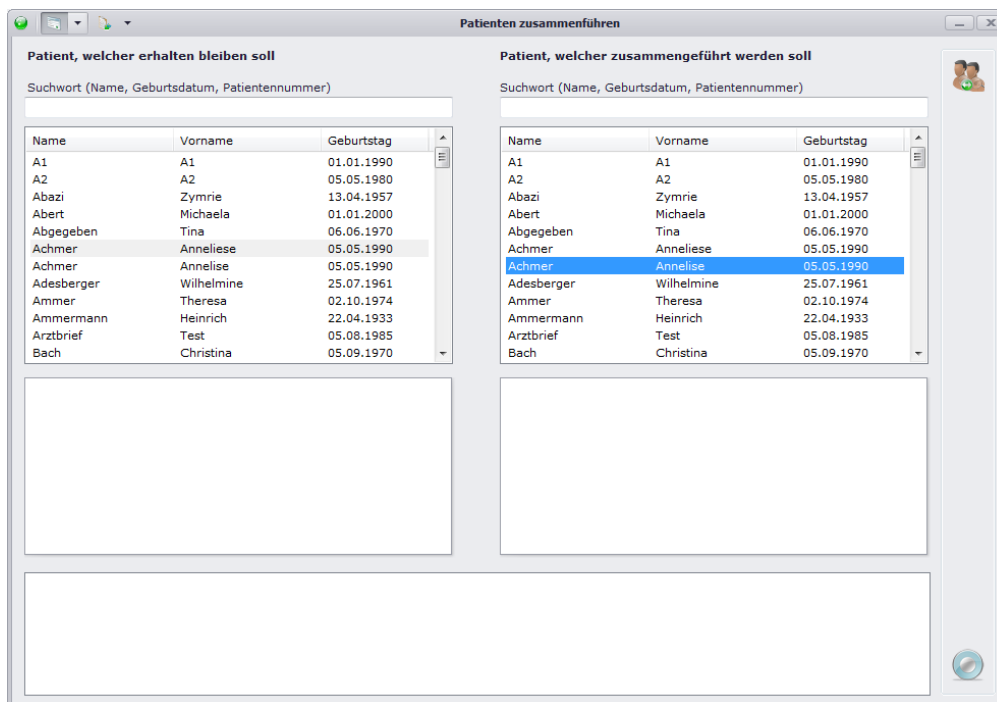 Patienten zusammenführen
Patient, welcher erhalten bleiben soll
Suchwort (Name, Geburtsdatum, Patientennummer)
Name Vorname Geburtstag
A1 A1 01.01.1990
A2 A2 05.05.1980
Abazi Zymrie 13.04.1957
Abert Michaela 01.01.2000
Abgegeben Tina 06.06.1970
Achmer Anneliese 05.05.1990
Achmer Annelise 05.05.1990
Adesberger Wilhelmine 25.07.1961
Ammer Theresa 02.10.1974
Ammermann Heinrich 22.04.1933
Arztbrief Test 05.08.1985
Bach Christina 05.09.1970
Patient, welcher zusammengeführt werden soll
Suchwort (Name, Geburtsdatum, Patientennummer)
Name Vorname Geburtstag
A1 A1 01.01.1990
A2 A2 05.05.1980
Abazi Zymrie 13.04.1957
Abert Michaela 01.01.2000
Abgegeben Tina 06.06.1970
Achmer Anneliese 05.05.1990
Achmer Annelise 05.05.1990
Adesberger Wilhelmine 25.07.1961
Ammer Theresa 02.10.1974
Ammermann Heinrich 22.04.1933
Arztbrief Test 05.08.1985
Bach Christina 05.09.1970